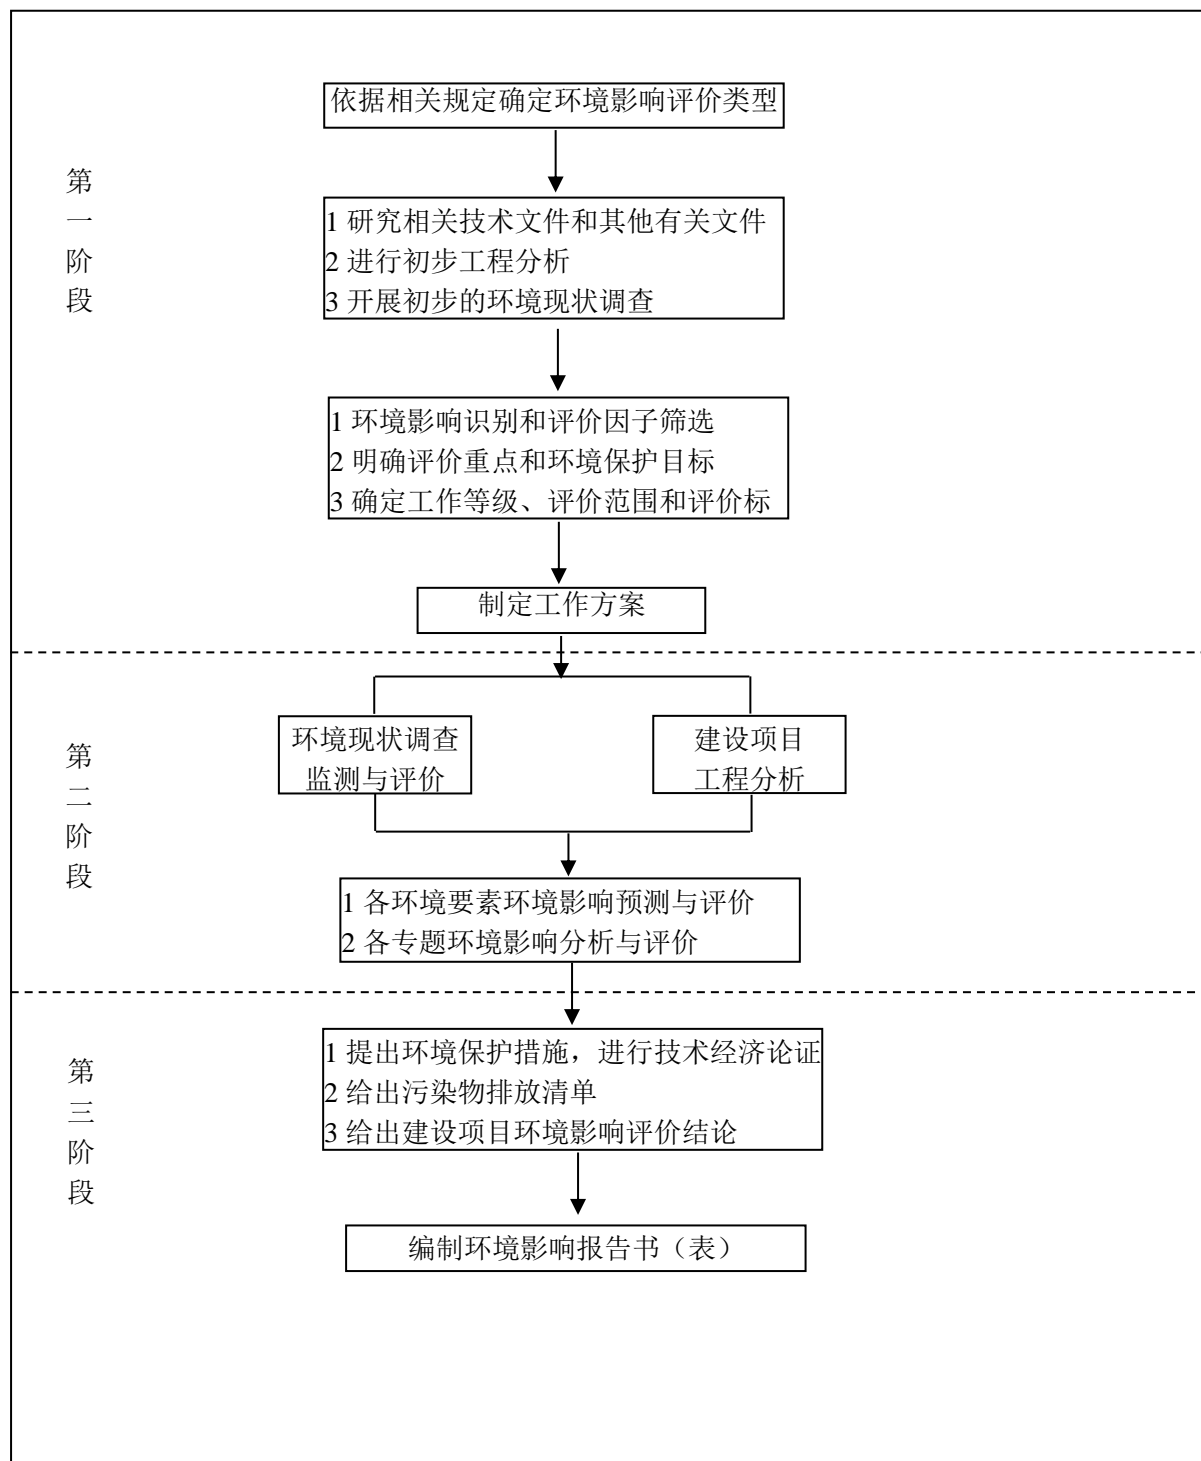 依据相关规定确定环境影响评价类型
第
一
阶
段
1 研究相关技术文件和其他有关文件
2 进行初步工程分析
3 开展初步的环境现状调查
1 环境影响识别和评价因子筛选
2 明确评价重点和环境保护目标
3 确定工作等级、评价范围和评价标
制定工作方案
第
二
阶
段
环境现状调查
监测与评价
建设项目
工程分析
1 各环境要素环境影响预测与评价
2 各专题环境影响分析与评价
第
三
阶
段
1 提出环境保护措施，进行技术经济论证
2 给出污染物排放清单
3 给出建设项目环境影响评价结论
编制环境影响报告书（表）